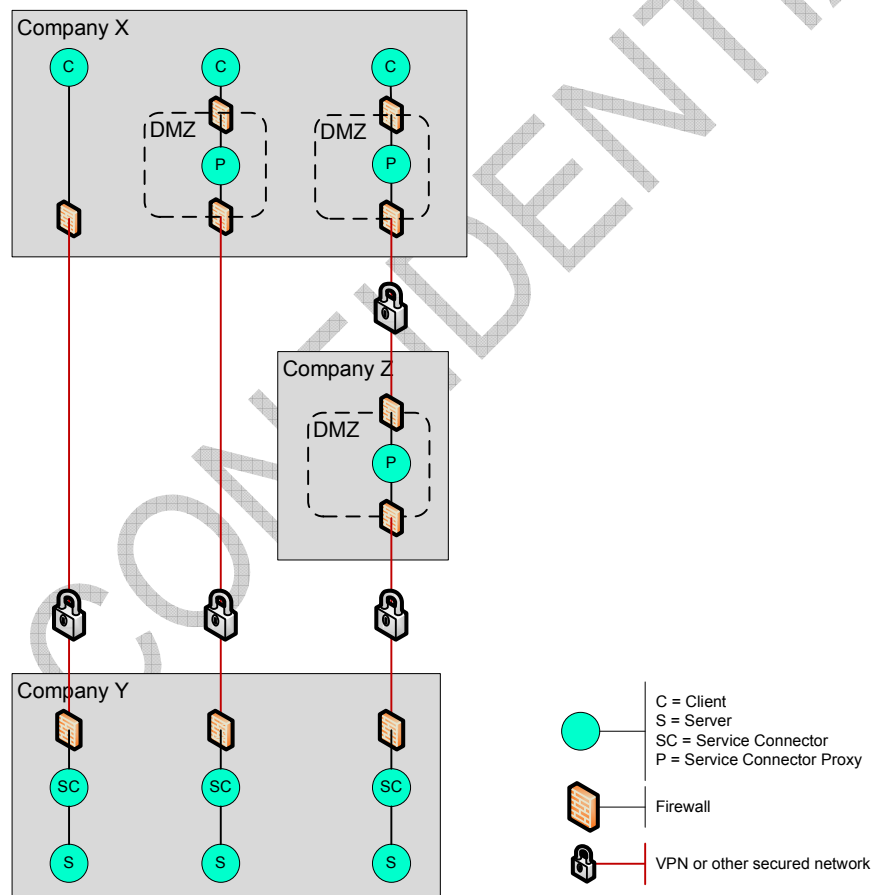 Company X
C
C
C
DMZ
DMZ
P
P
Company Z
DMZ
P
Company Y
SC
SC
SC
S
S
S
C = Client
S = Server
SC = Service Connector
P = Service Connector Proxy
Firewall
VPN or other secured network
CONFIDENTI